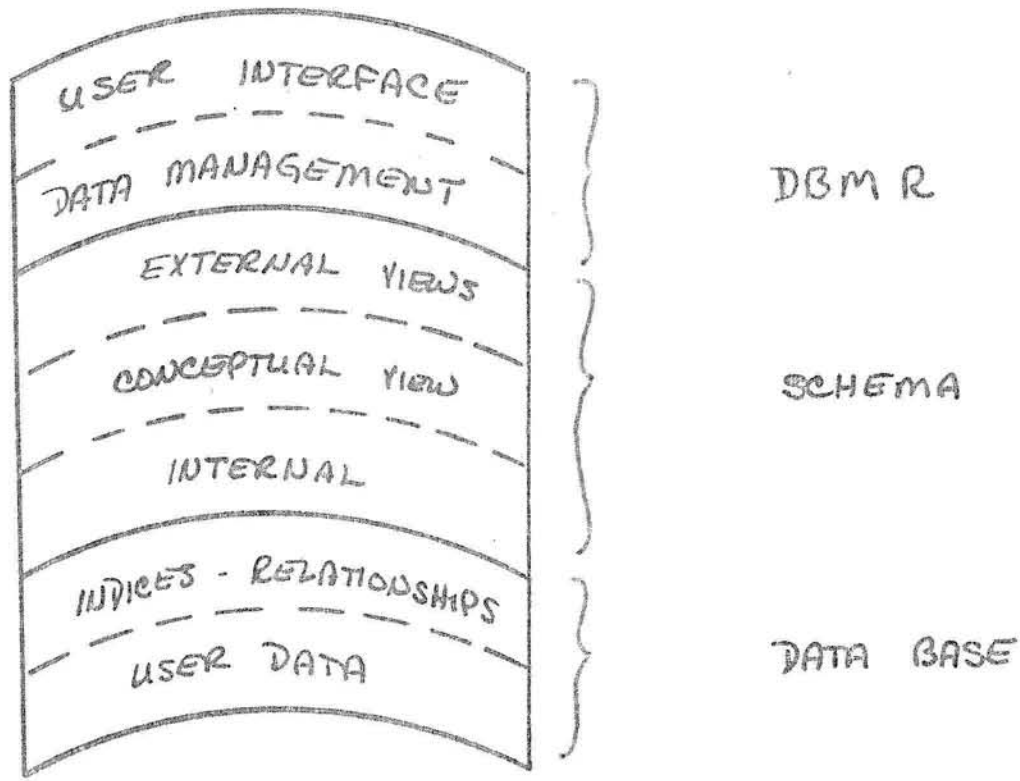 USER INTERFACE
DATA MANAGEMENT
DBMR
EXTERNAL VIEWS
CONCEPTUAL VIEW
INTERNAL
SCHEMA
INDICES - RELATIONSHIPS
USER DATA
DATA BASE